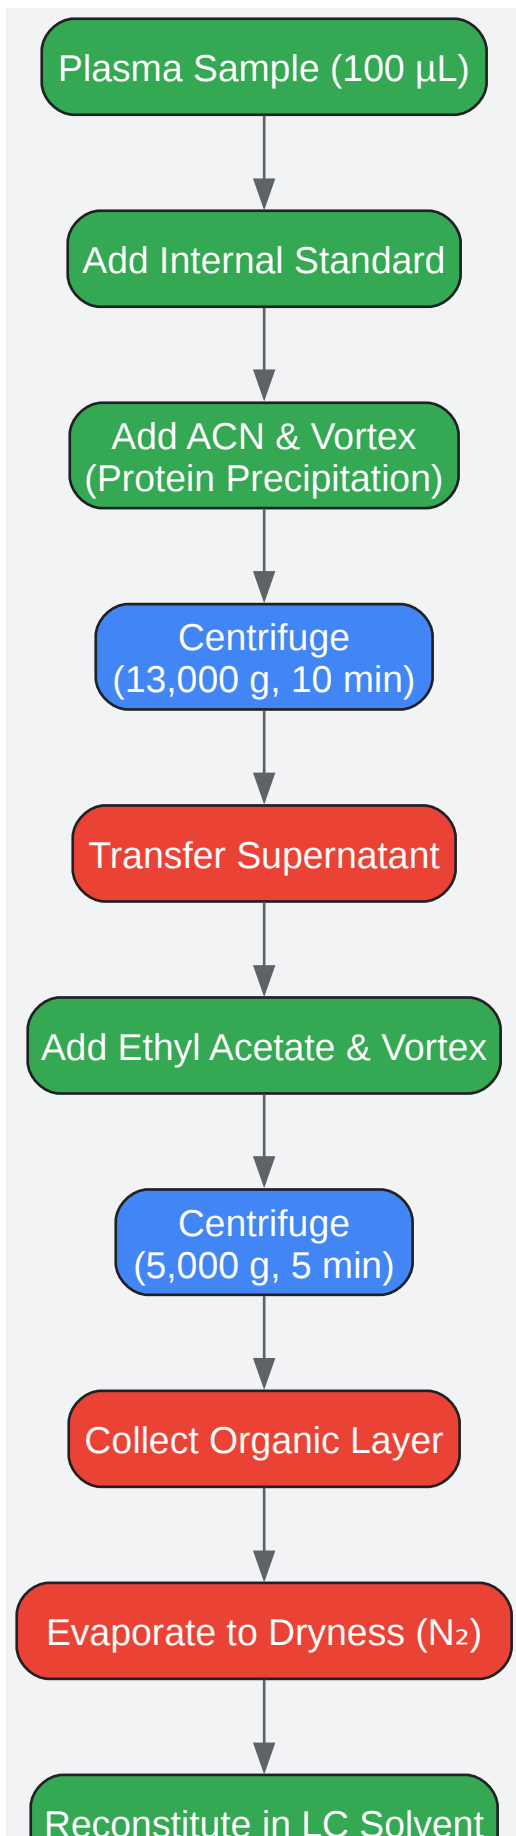 Plasma Sample (100 µL)
Add Internal Standard
Add ACN & Vortex
(Protein Precipitation)
Centrifuge
(13,000 g, 10 min)
Transfer Supernatant
Add Ethyl Acetate & Vortex
Centrifuge
(5,000 g, 5 min)
Collect Organic Layer
Evaporate to Dryness (N₂)
Reconstitute in LC Solvent